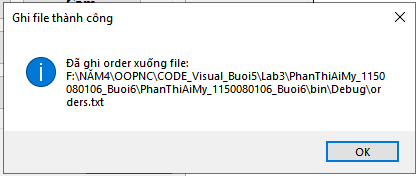 Ghi file thành công
Đã ghi order xuống file:
F:\NĂM4\OOPNC\CODE_Visual_Buoi5\Lab3\PhanThiAiMy_1150
080106_Buoi6\PhanThiAiMy_1150080106_Buoi6\bin\Debug\or
ders.txt
OK